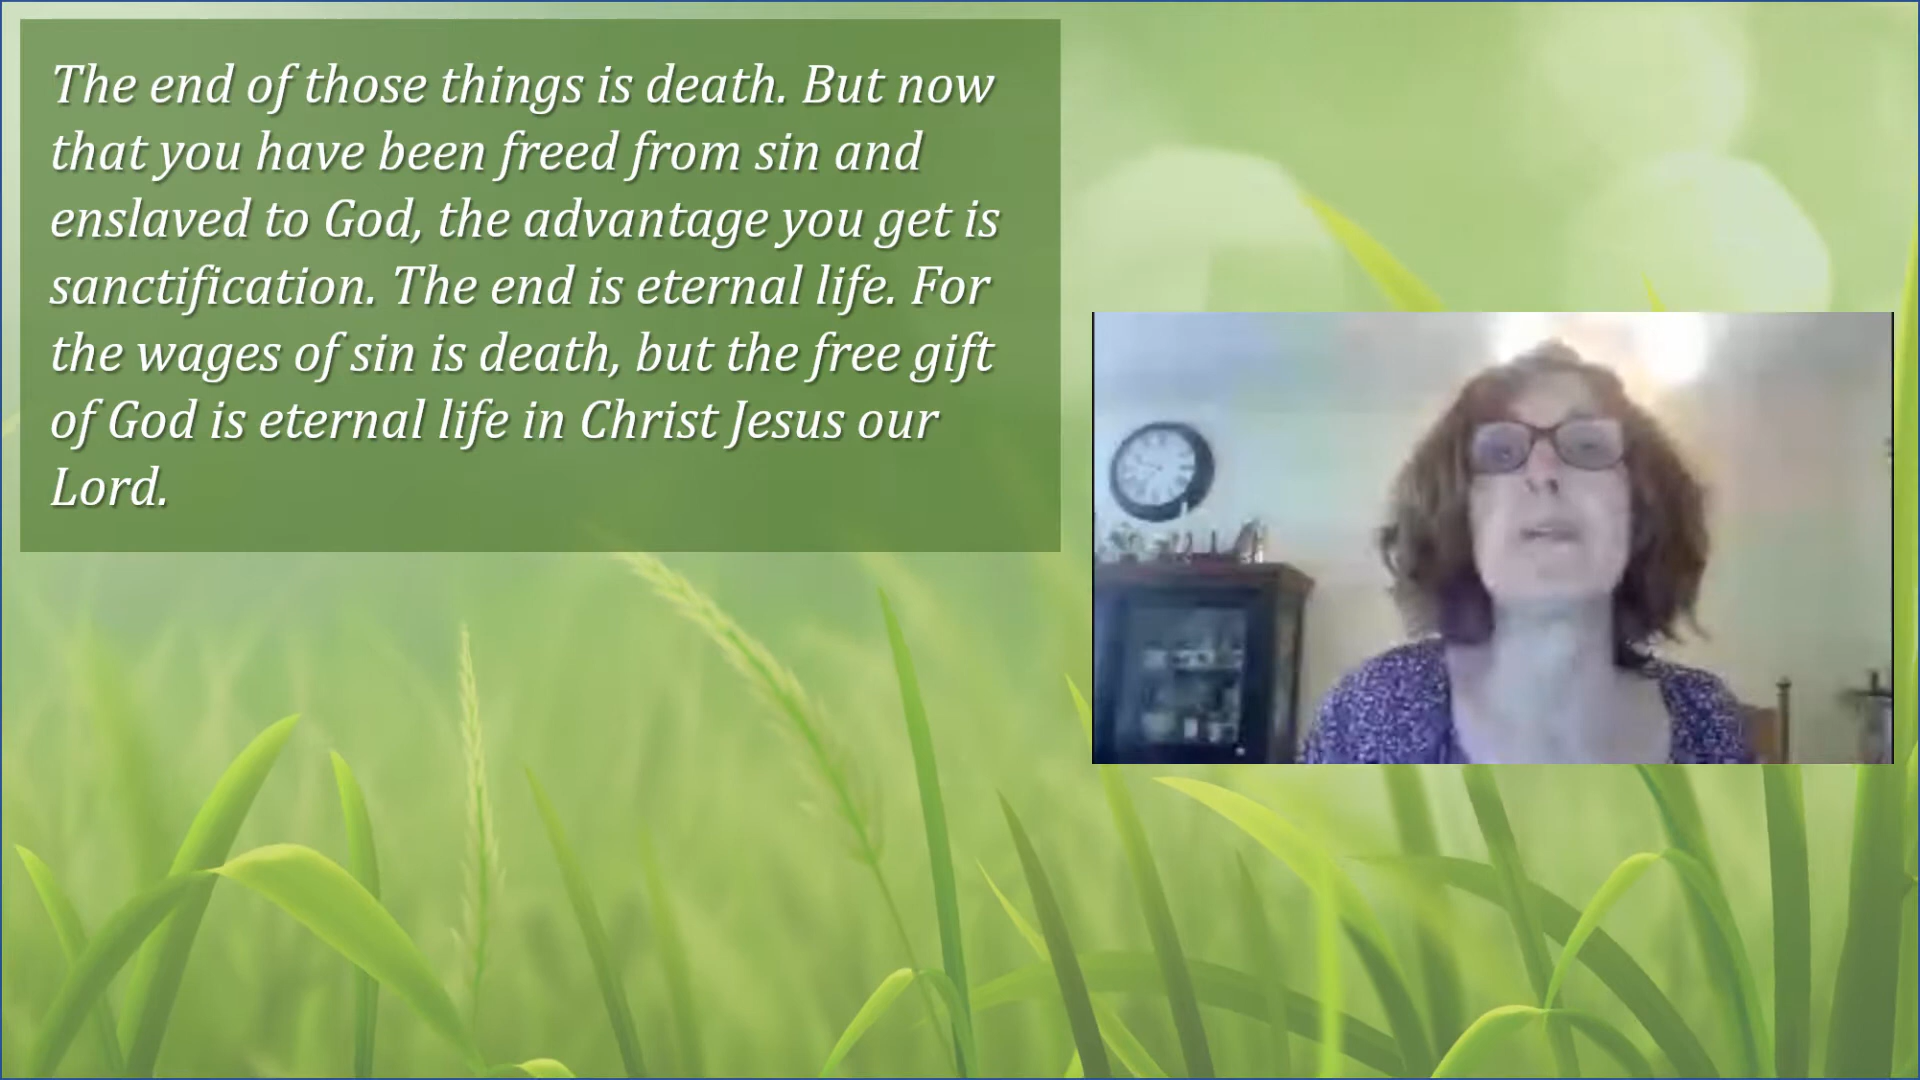 The end of those things is death. But now
that you have been freed from sin and
enslaved to God, the advantage you get is
sanctification. The end is eternal life. For
the wages of sin is death, but the free gift
of God is eternal life in Christ Jesus our
Lord.